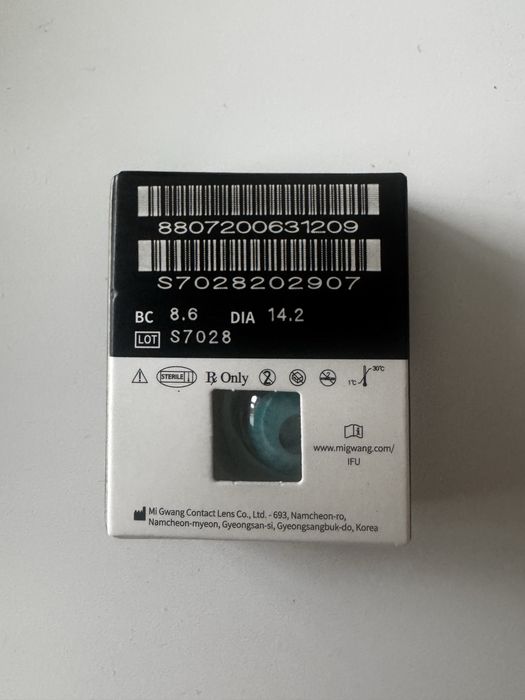 8807200631209
S7028202907
BC 8.6 DIA 14.2
LOT S7028
STERILE ℞ Only 2 1°C 30°C
www.migwang.com/
IFU
Mi Gwang Contact Lens Co., Ltd. - 693, Namcheon-ro,
Namcheon-myeon, Gyeongsan-si, Gyeongsangbuk-do, Korea